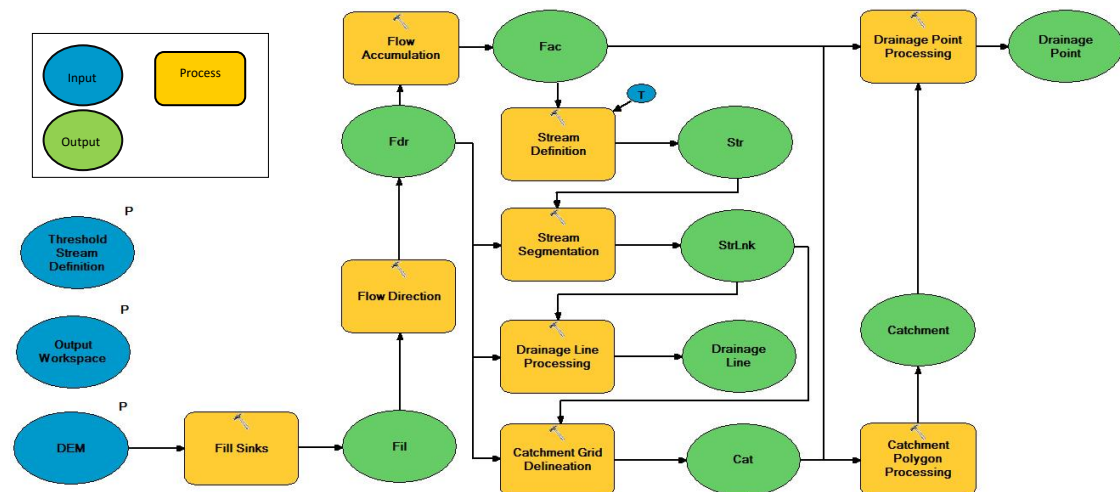 Input
Process
Output
Flow
Accumulation
Fac
Drainage Point
Processing
Drainage
Point
T
Fdr
Stream
Definition
Str
P
Threshold
Stream
Definition
Stream
Segmentation
StrLnk
P
Output
Workspace
Flow Direction
Drainage Line
Processing
Drainage
Line
Catchment
P
DEM
Fill Sinks
Fil
Catchment Grid
Delineation
Cat
Catchment
Polygon
Processing